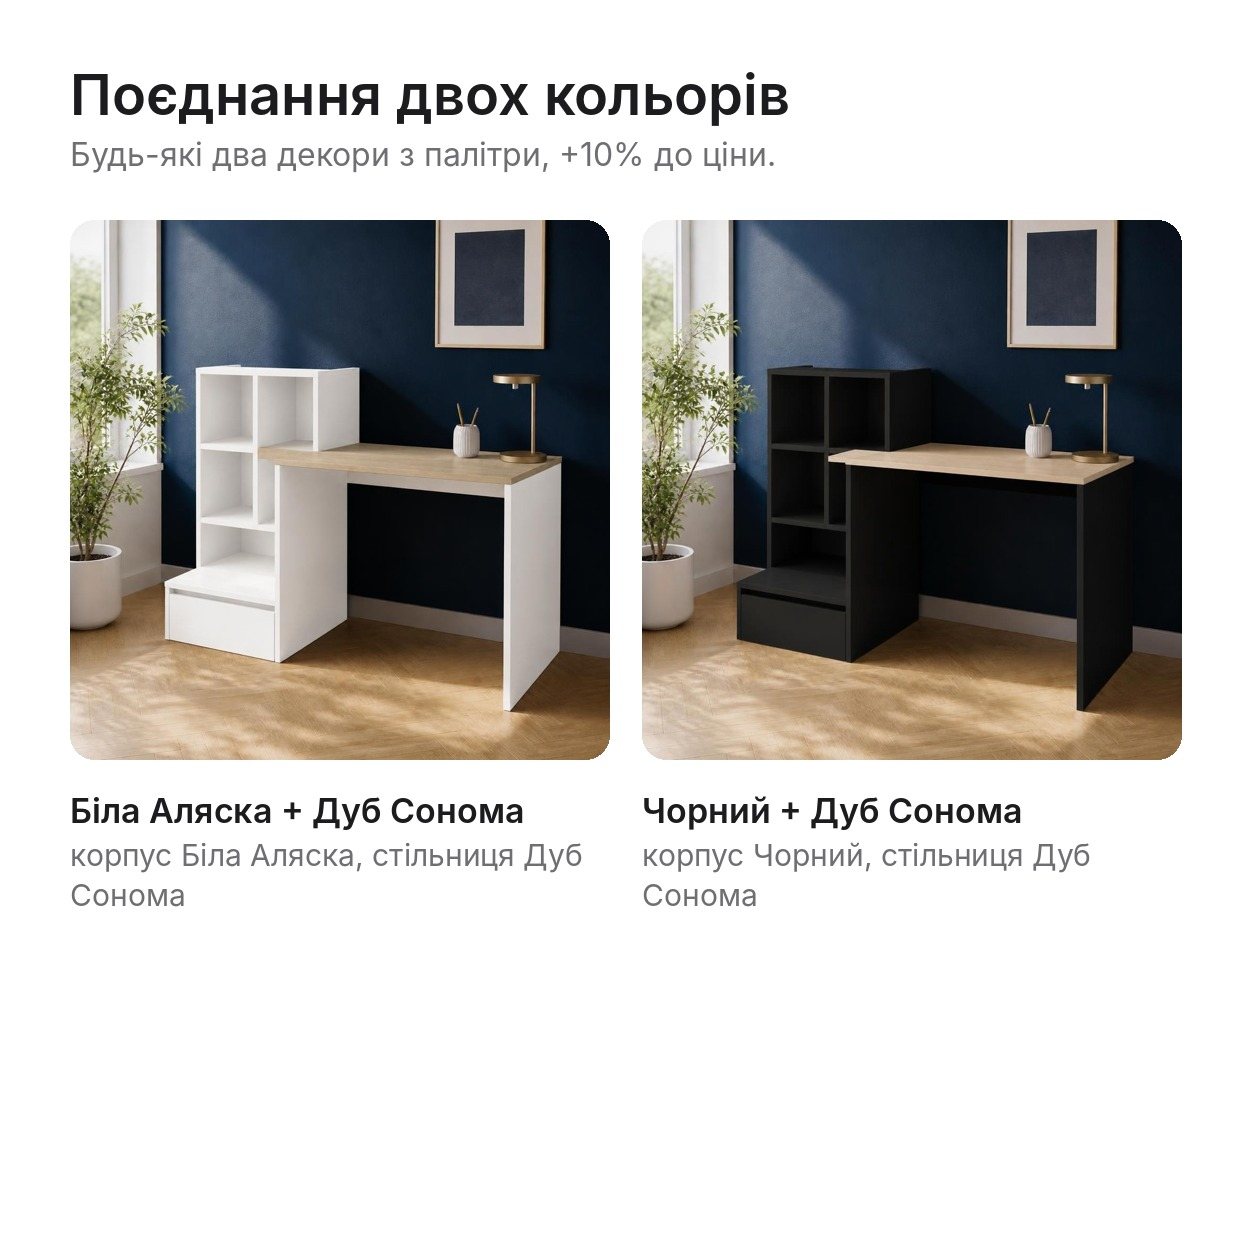 Поєднання двох кольорів
Будь-які два декори з палітри, +10% до ціни.
Біла Аляска + Дуб Сонома
корпус Біла Аляска, стільниця Дуб
Сонома
Чорний + Дуб Сонома
корпус Чорний, стільниця Дуб
Сонома